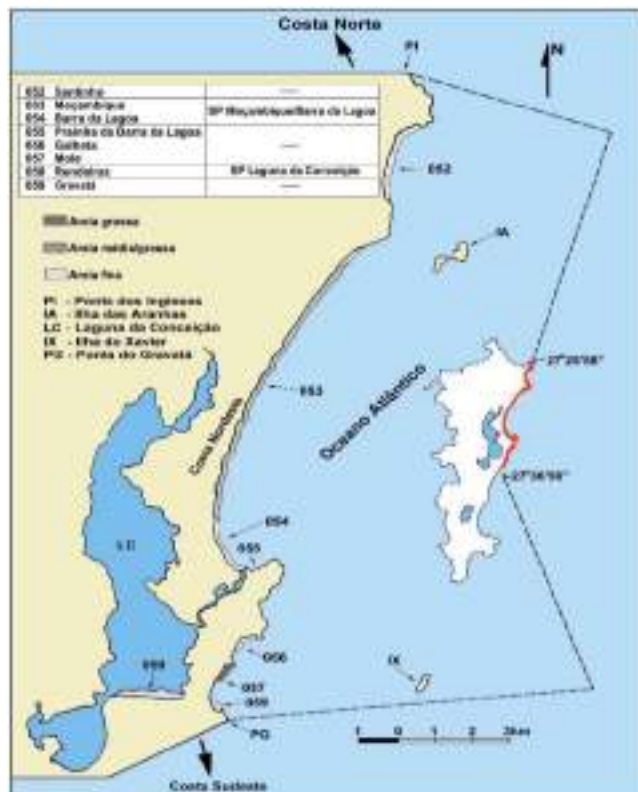 Costa Norte
PI
N
052 Santinho
053 Moçambique
054 Barra da Lagoa
SP Moçambique/Barra da Lagoa
055 Prainha da Barra da Lagoa
056 Galheta
057 Mole
058 Rendeiras
SP Laguna da Conceição
059 Gravatá
052
IA
Areia grossa
Areia média/grossa
Areia fina
PI - Ponta dos Ingleses
IA - Ilha das Aranhas
LC - Laguna da Conceição
IX - Ilha do Xavier
PG - Ponta do Gravatá
053
Costa Nordeste
Oceano Atlântico
054
055
LC
056
IX
057
058
059
PG
1 0 2
Costa Sudeste